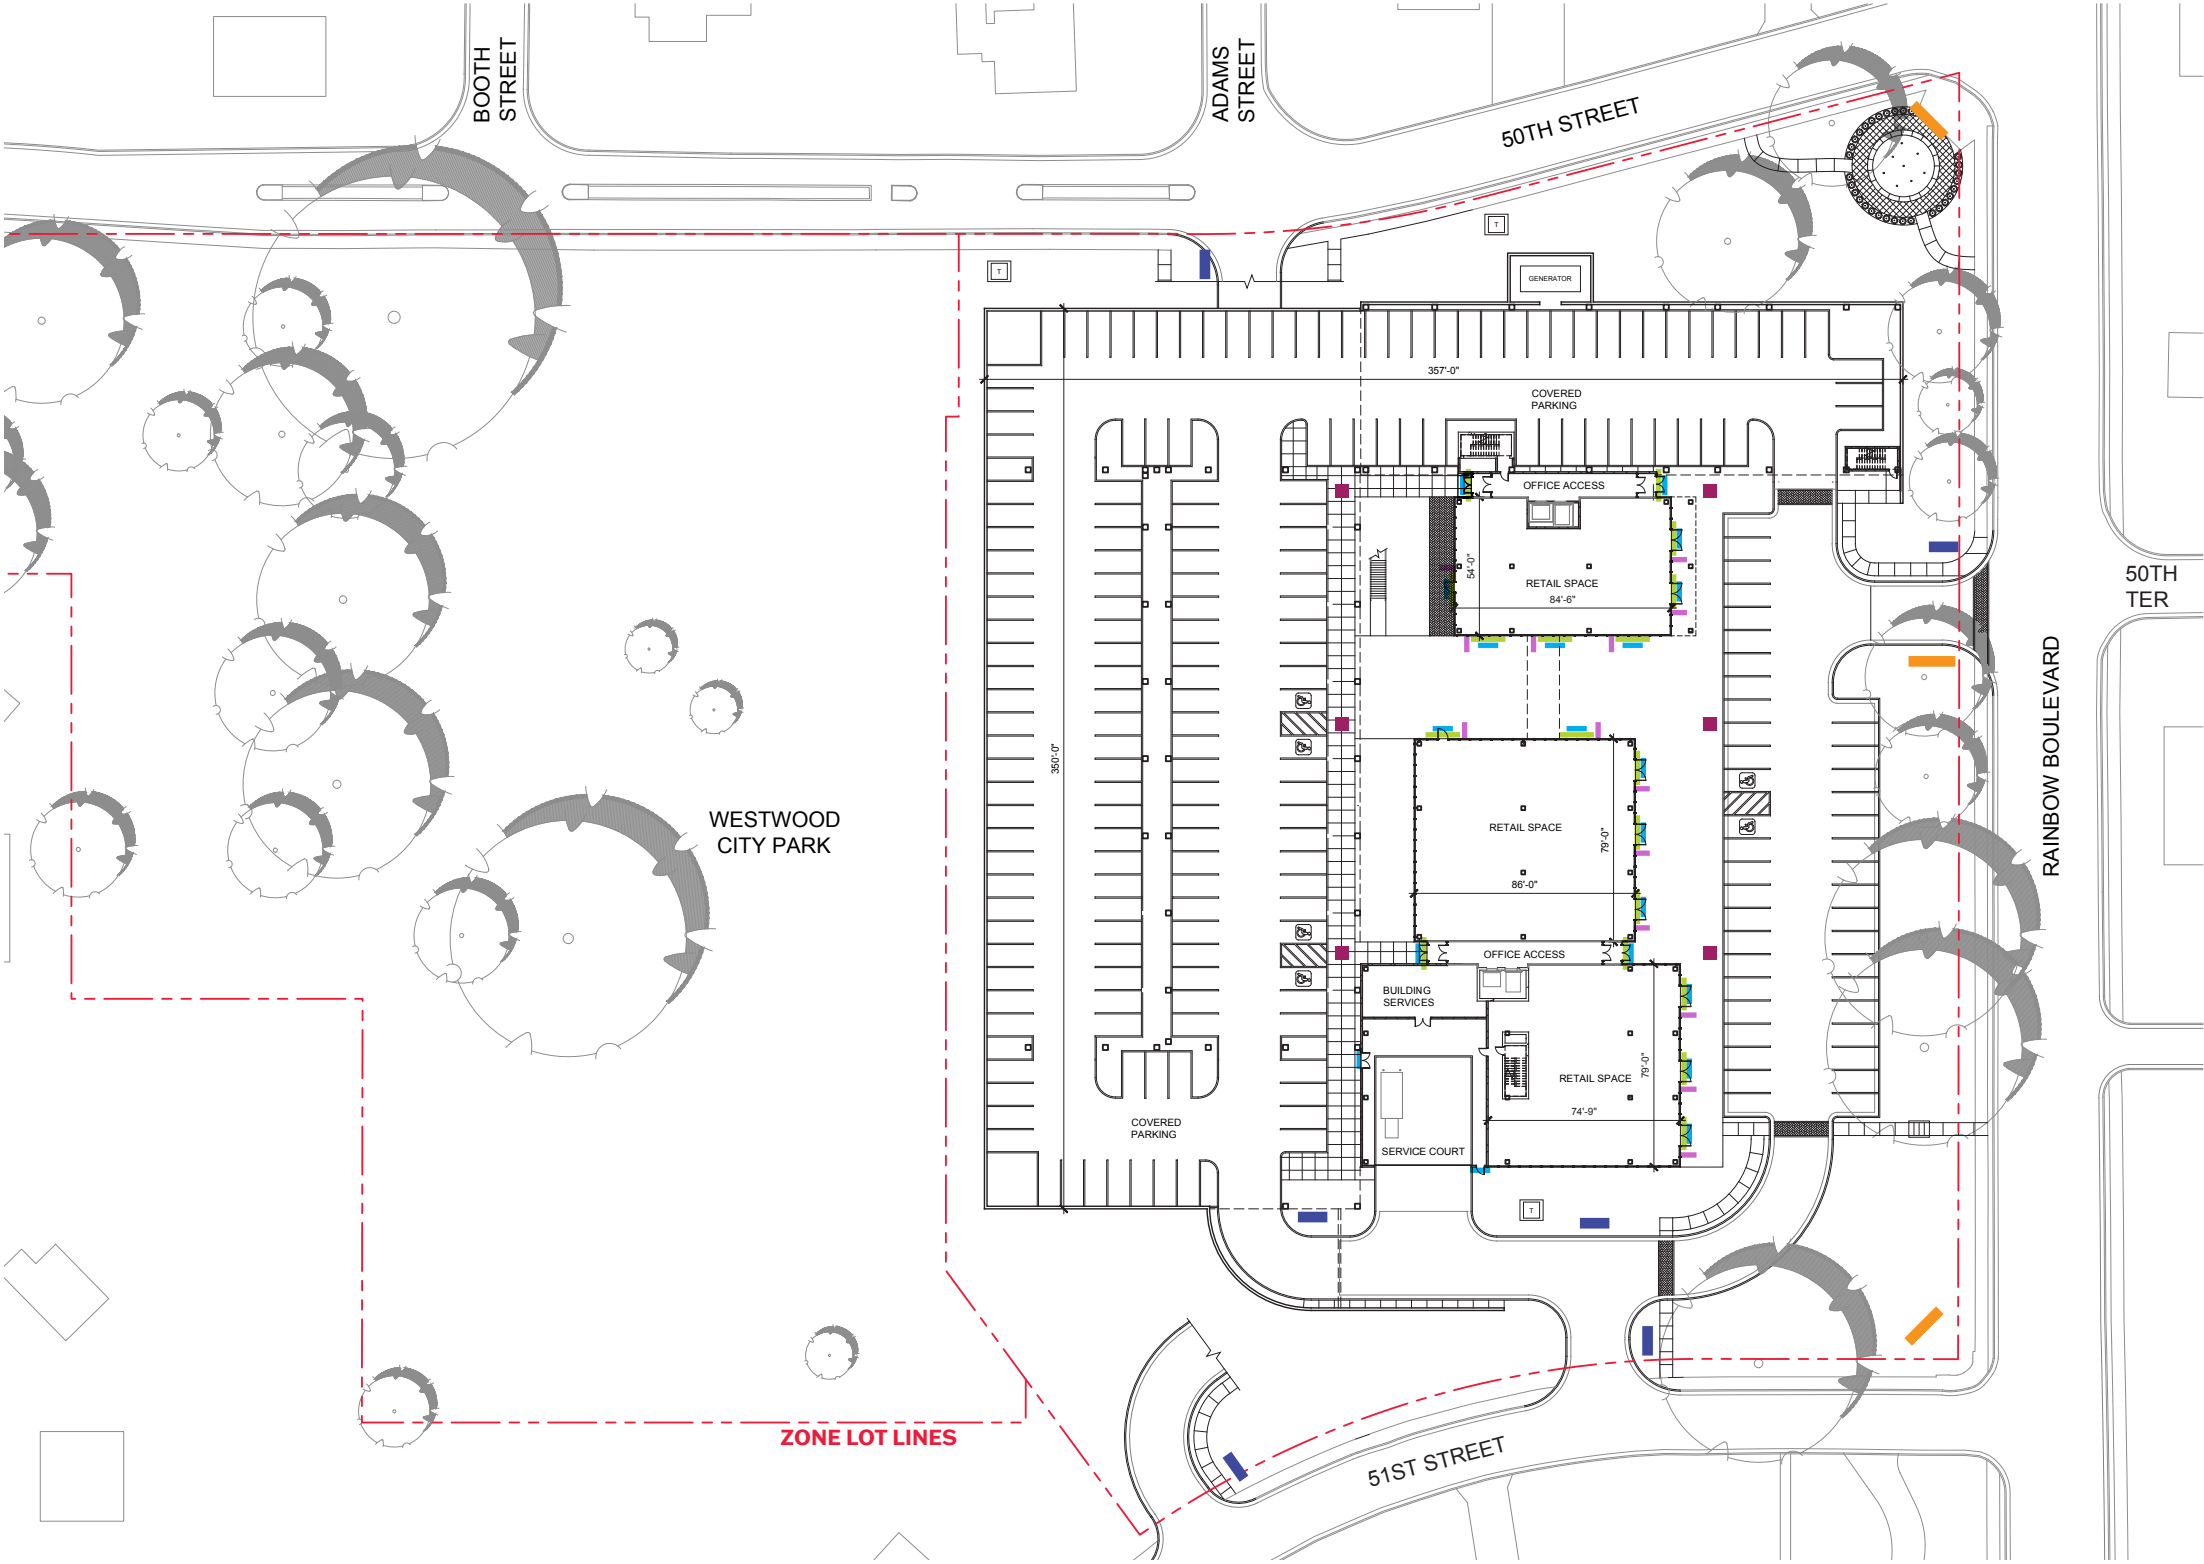 BOOTH
STREET
ADAMS
STREET
50TH STREET
T
T
GENERATOR
357'-0"
COVERED
PARKING
OFFICE ACCESS
54'-0"
RETAIL SPACE
84'-6"
50TH
TER
RAINBOW BOULEVARD
350'-0"
WESTWOOD
CITY PARK
RETAIL SPACE
79'-0"
86'-0"
OFFICE ACCESS
BUILDING
SERVICES
RETAIL SPACE
79'-0"
74'-9"
COVERED
PARKING
SERVICE COURT
T
ZONE LOT LINES
51ST STREET